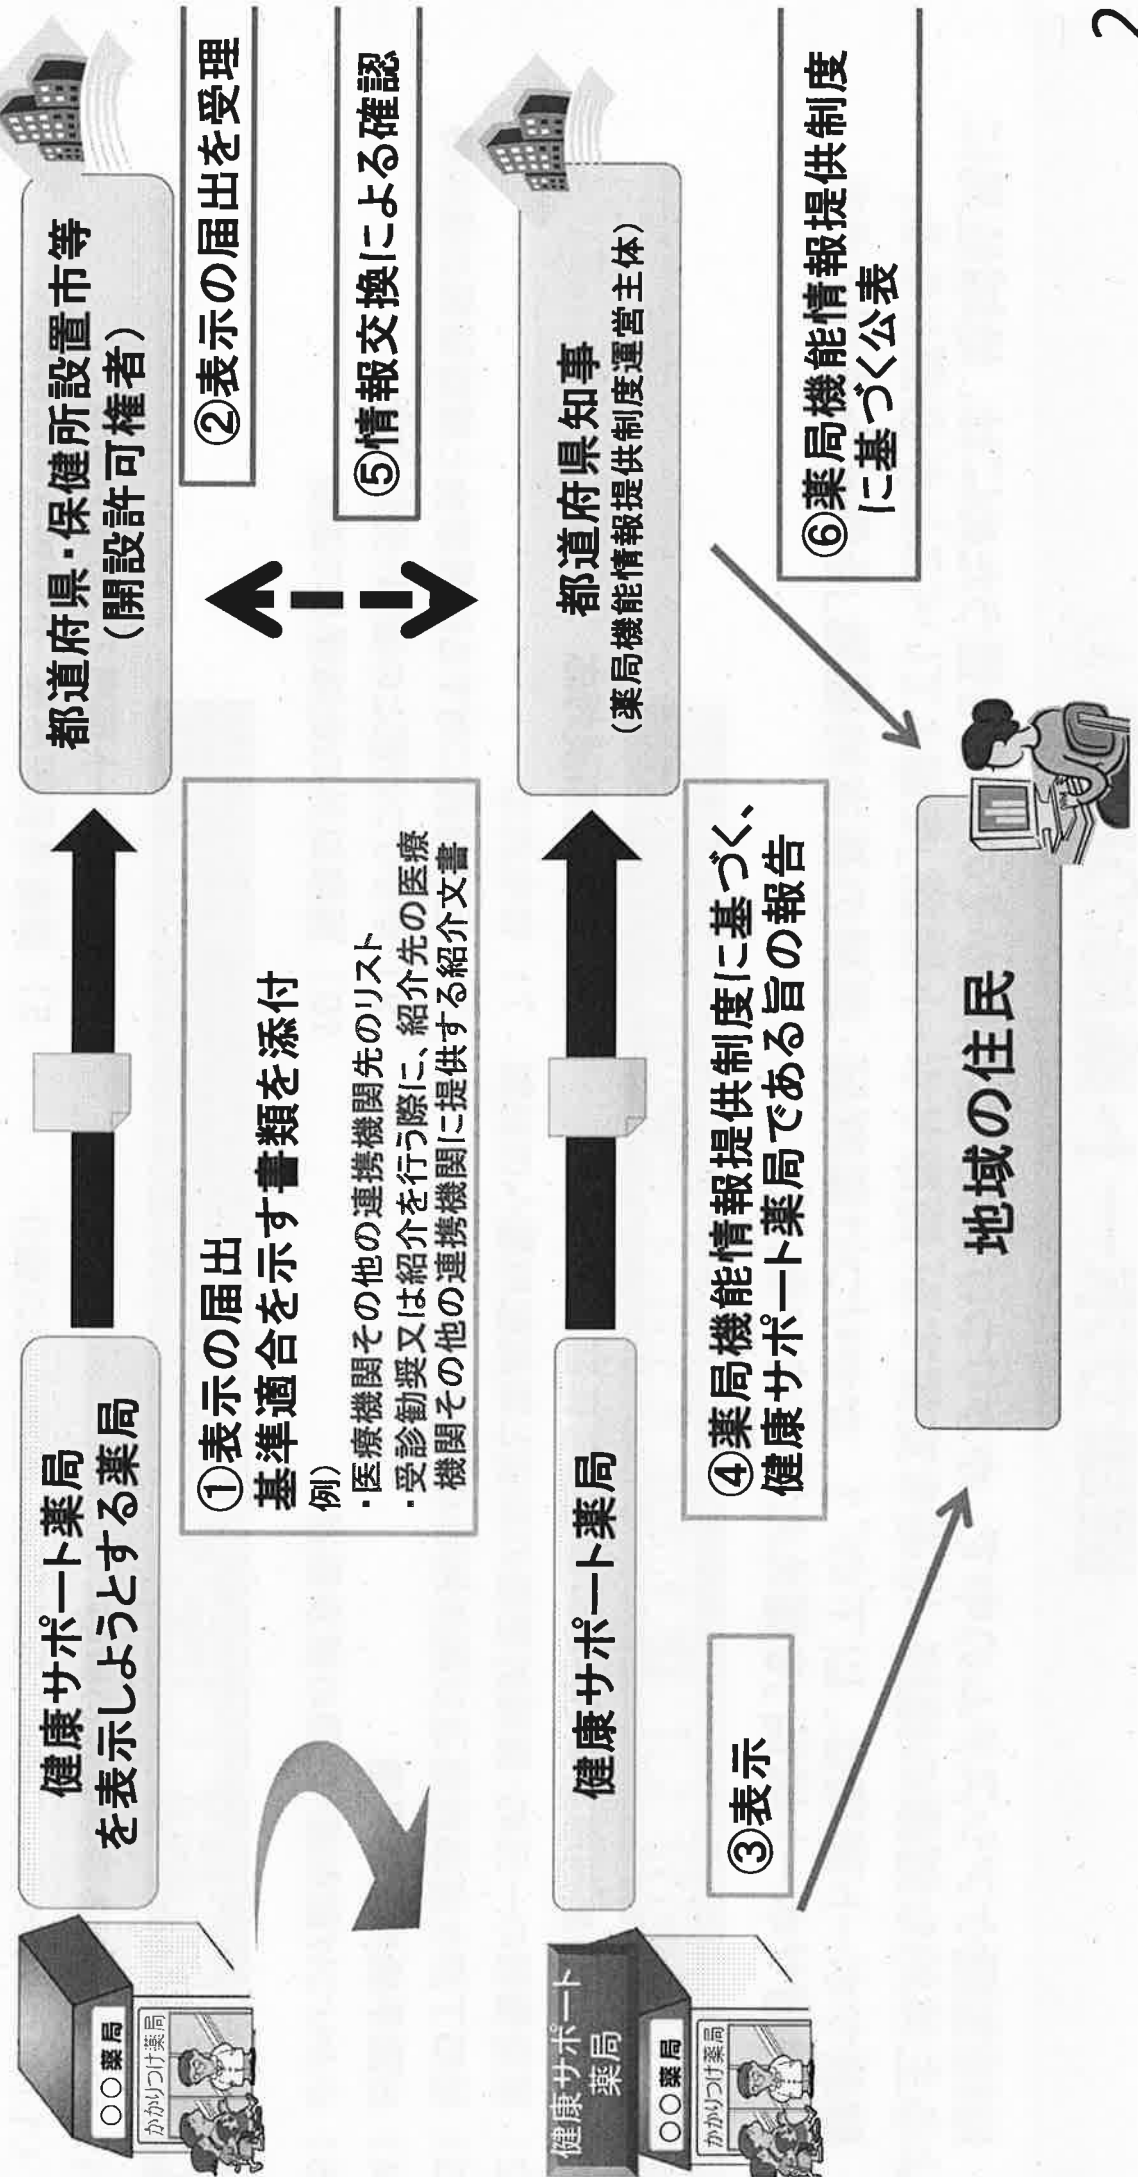 健康サポート薬局
を表示しようとする薬局
○○薬局
かかりつけ薬局
都道府県・保健所設置市等
（開設許可権者）
①表示の届出
基準適合を示す書類を添付
例）
・医療機関その他の連携機関先のリスト
・受診勧奨又は紹介を行う際に、紹介先の医療
機関その他の連携機関に提供する紹介文書
②表示の届出を受理
⑤情報交換による確認
健康サポート
薬局
○○薬局
かかりつけ薬局
健康サポート薬局
都道府県知事
（薬局機能情報提供制度運営主体）
③表示
④薬局機能情報提供制度に基づく、
健康サポート薬局である旨の報告
⑥薬局機能情報提供制度
に基づく公表
地域の住民
2